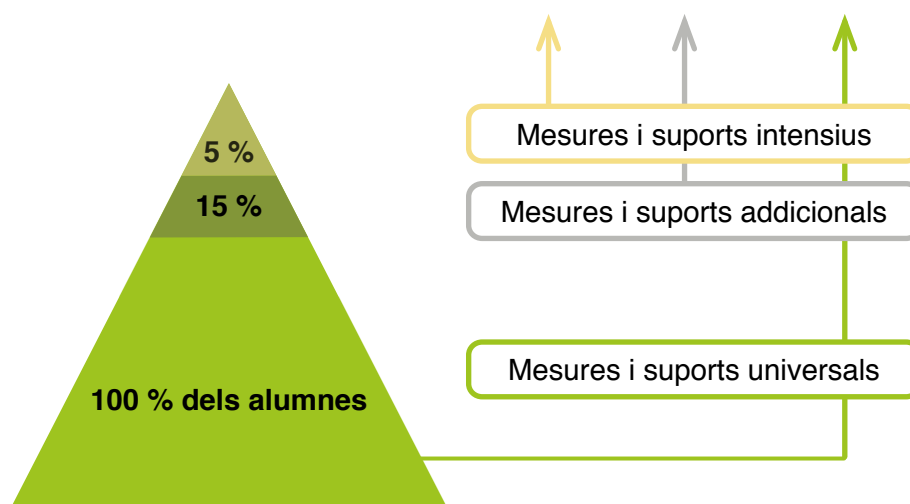 5 %
15 %
100 % dels alumnes
Mesures i suports intensius
Mesures i suports addicionals
Mesures i suports universals